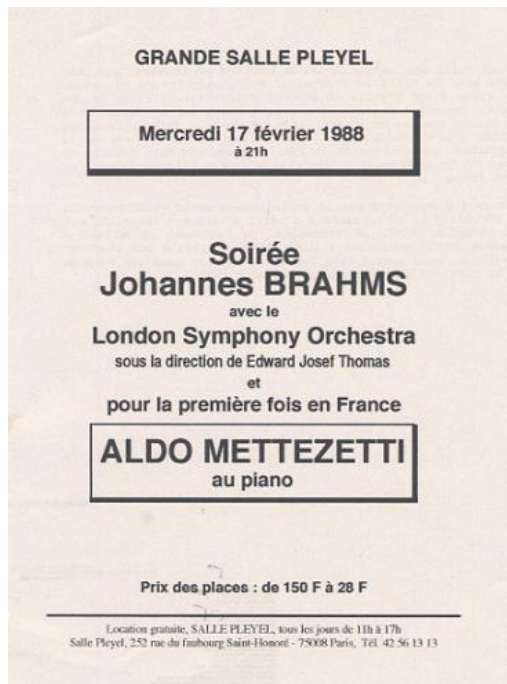 GRANDE SALLE PLEYEL
Mercredi 17 février 1988
à 21h
Soirée
Johannes BRAHMS
avec le
London Symphony Orchestra
sous la direction de Edward Josef Thomas
et
pour la première fois en France
ALDO METTEZETTI
au piano
Prix des places : de 150 F à 28 F
Location gratuite, SALLE PLEYEL, tous les jours de 11h à 17h
Salle Pleyel, 252 rue du faubourg Saint-Honoré - 75008 Paris, Tél. 42 56 13 13